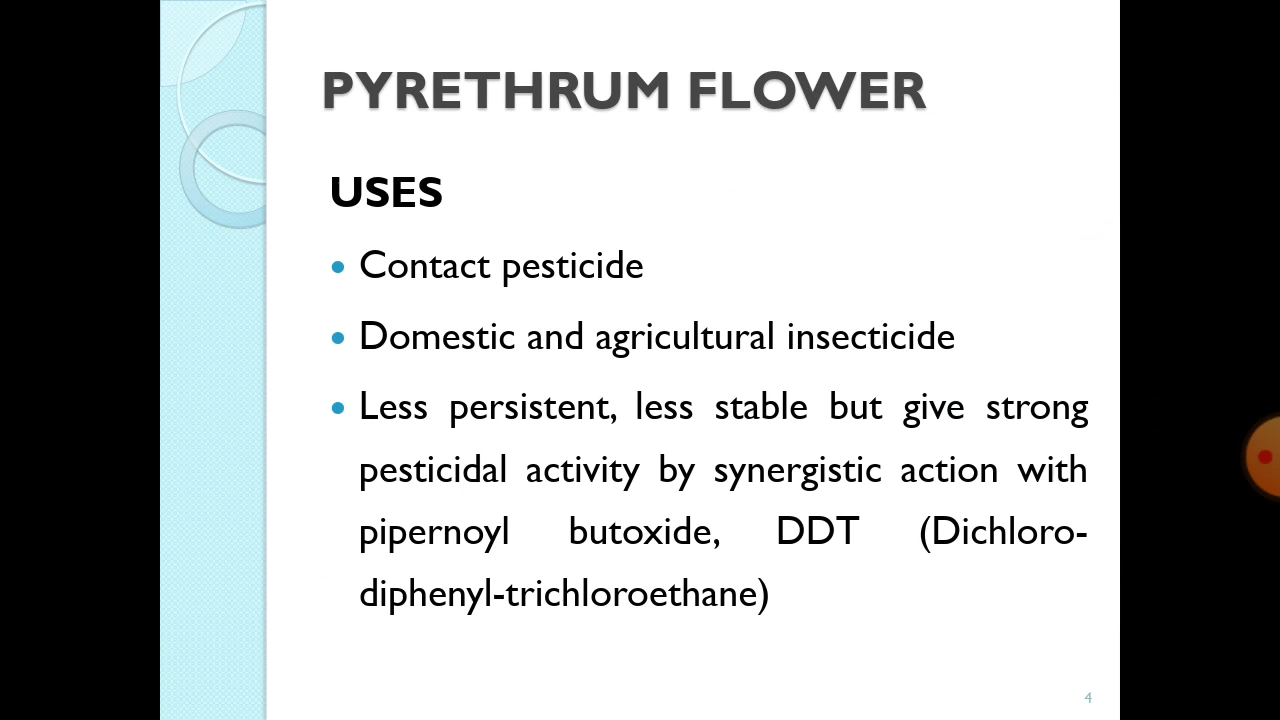 PYRETHRUM FLOWER
USES
• Contact pesticide
• Domestic and agricultural insecticide
• Less persistent, less stable but give strong
pesticidal activity by synergistic action with
pipernoyl butoxide, DDT (Dichloro-
diphenyl-trichloroethane)
4